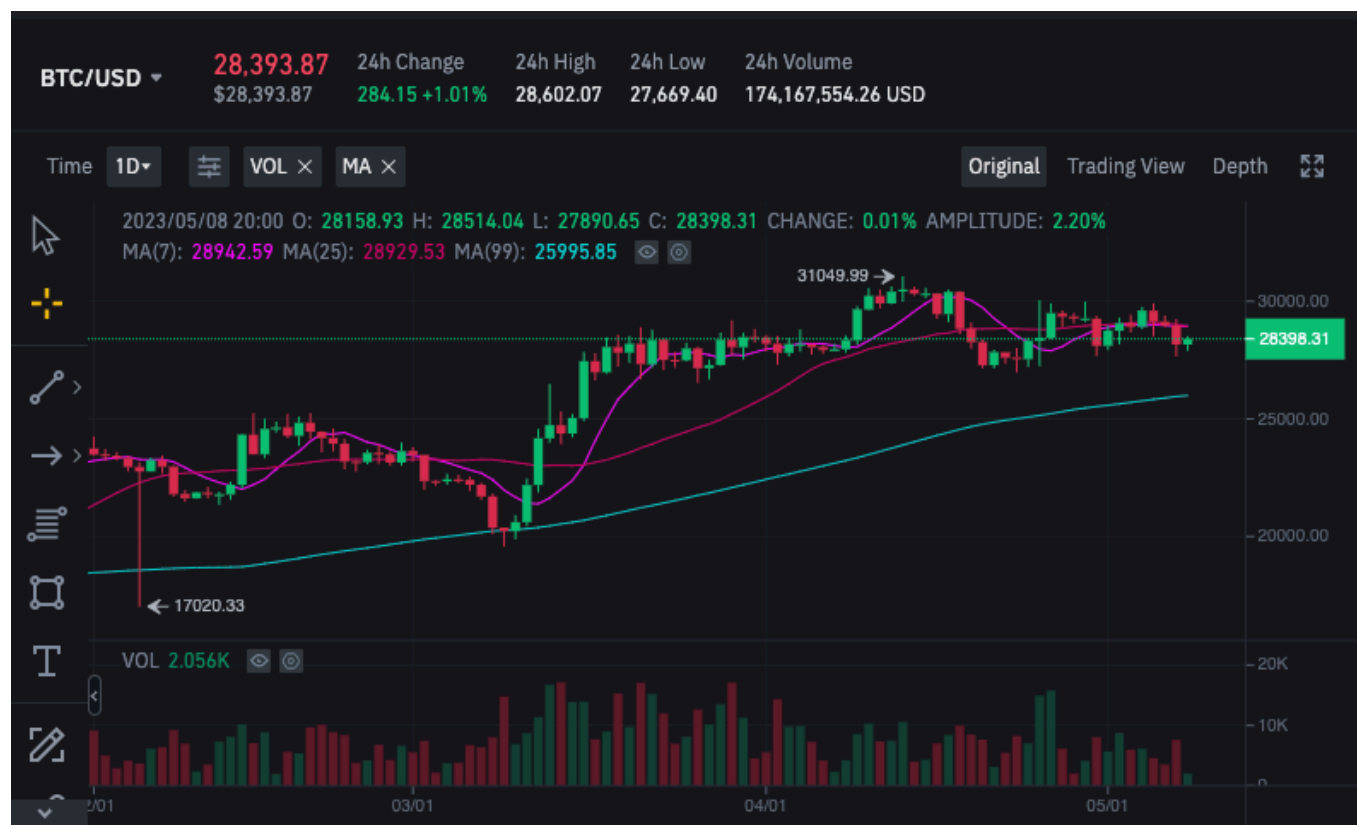 BTC/USD 28,393.87 24h Change 24h High 24h Low 24h Volume
$28,393.87 284.15 +1.01% 28,602.07 27,669.40 174,167,554.26 USD
Time 1D VOL MA Original Trading View Depth
2023/05/08 20:00 O: 28158.93 H: 28514.04 L: 27890.65 C: 28398.31 CHANGE: 0.01% AMPLITUDE: 2.20%
MA(7): 28942.59 MA(25): 28929.53 MA(99): 25995.85
31049.99
30000.00
28398.31
25000.00
20000.00
17020.33
T
VOL 2.056K
20K
10K
0
/01 03/01 04/01 05/01